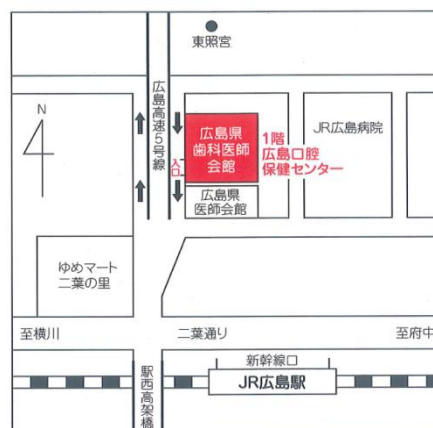 東照宮
N
広島高速5号線
広島県
歯科医師
会館
入口
1階
広島口腔
保健センター
JR広島病院
広島県
医師会館
ゆめマート
二葉の里
至横川
二葉通り
至府中
駅西高架橋
新幹線口
JR広島駅